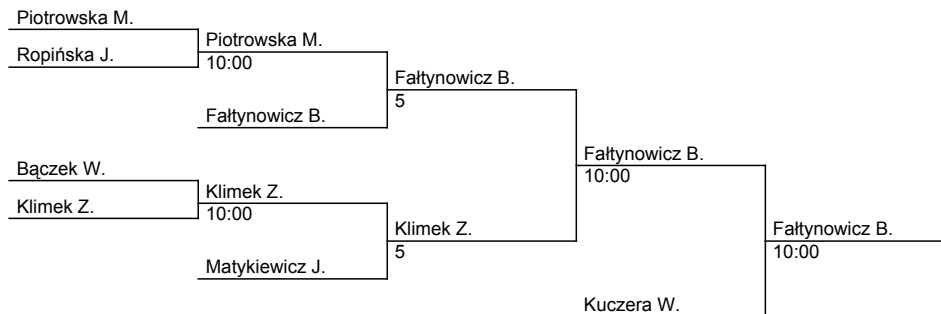 Piotrowska M.
Ropińska J.
Piotrowska M.
10:00
Fałtynowicz B.
Fałtynowicz B.
5
Bączek W.
Klimek Z.
Klimek Z.
10:00
Matykiewicz J.
Klimek Z.
5
Fałtynowicz B.
10:00
Kuczera W.
Fałtynowicz B.
10:00